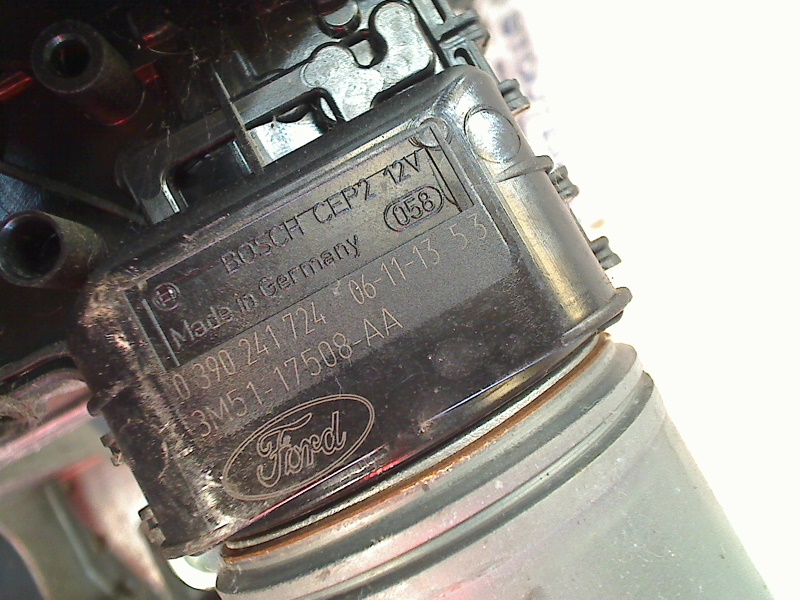 BOSCH CEP2 12V
Made in Germany 058
0 390 241 724 06-11-13 53
3M51-17508-AA
Ford